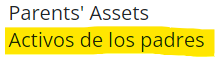 Parents' Assets
Activos de los padres